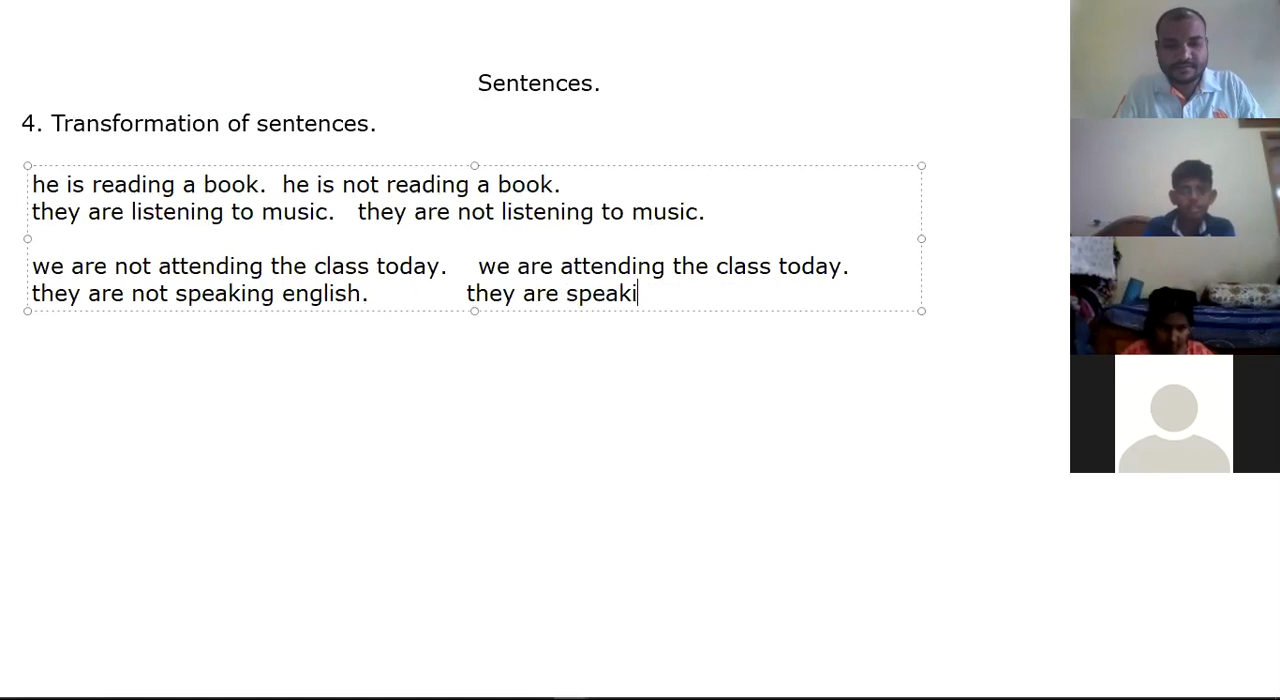 Sentences.
4. Transformation of sentences.
he is reading a book.  he is not reading a book.
they are listening to music.   they are not listening to music.
we are not attending the class today.    we are attending the class today.
they are not speaking english.             they are speaki